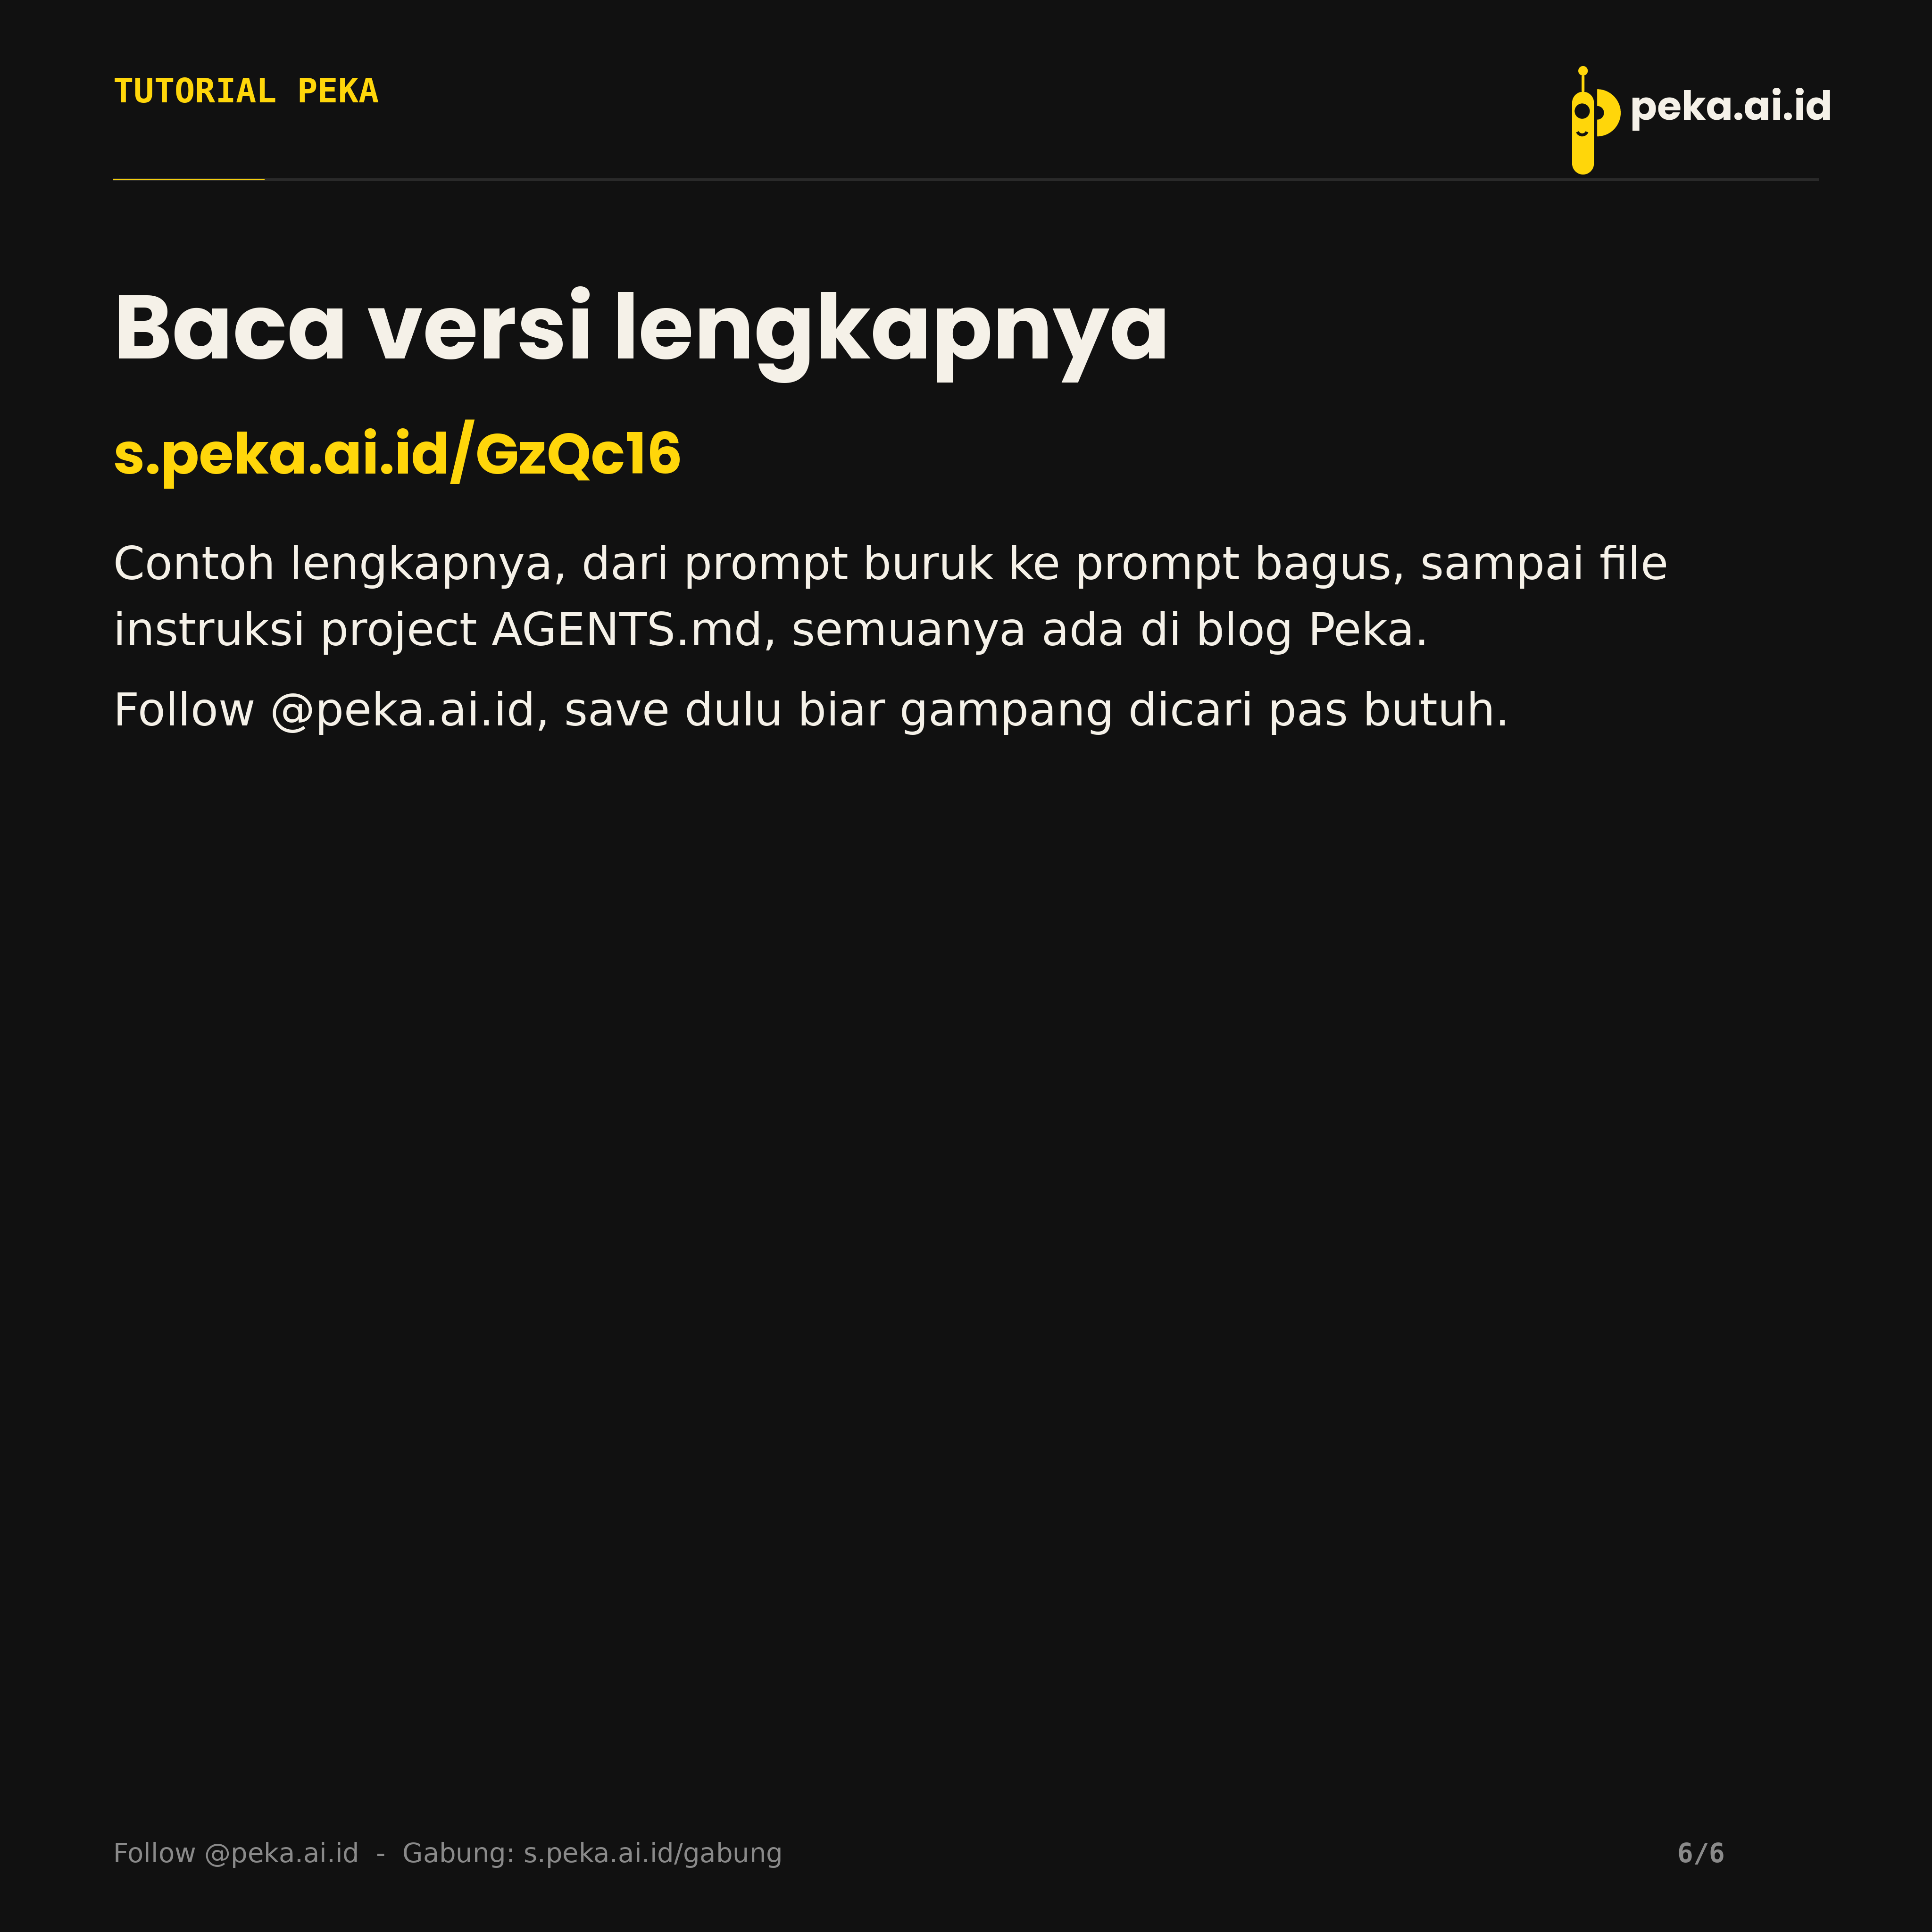 TUTORIAL PEKA
peka.ai.id
Baca versi lengkapnya
s.peka.ai.id/GzQc16
Contoh lengkapnya, dari prompt buruk ke prompt bagus, sampai file
instruksi project AGENTS.md, semuanya ada di blog Peka.
Follow @peka.ai.id, save dulu biar gampang dicari pas butuh.
Follow @peka.ai.id - Gabung: s.peka.ai.id/gabung
6/6